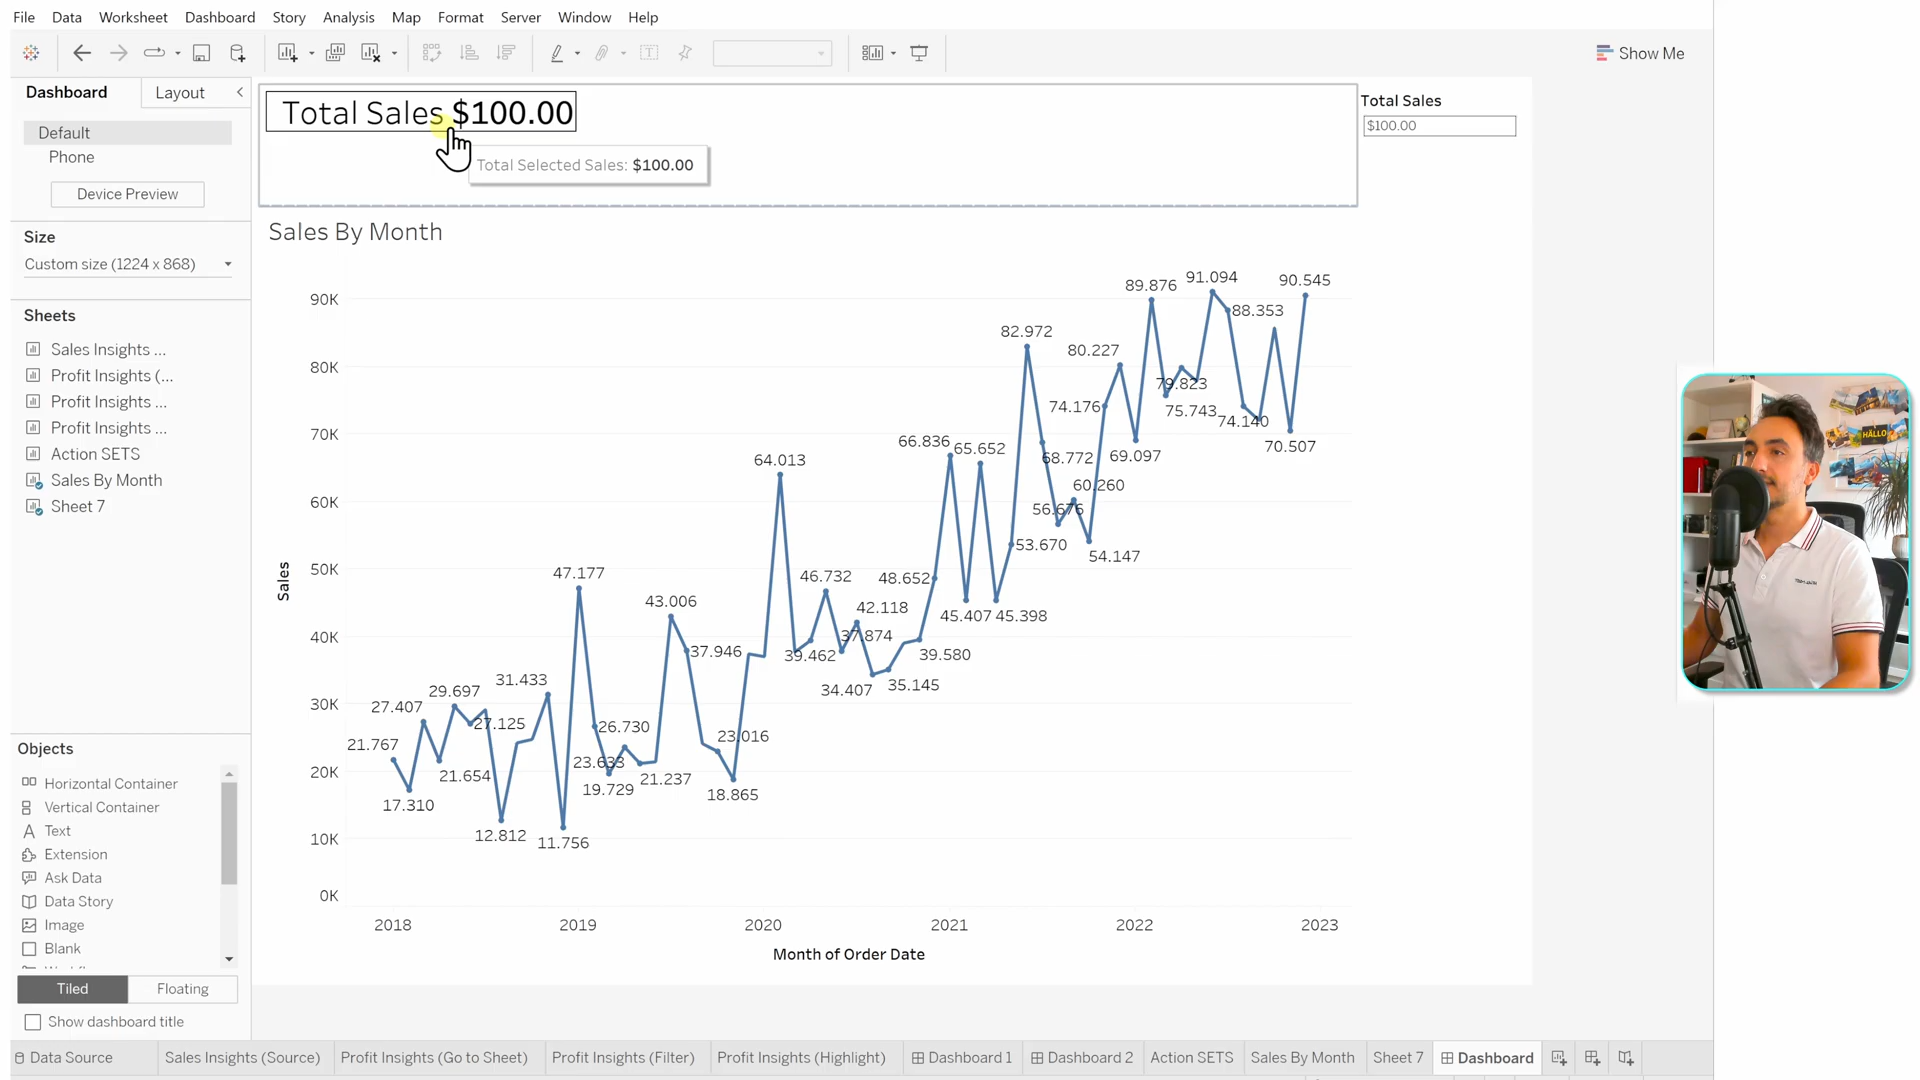 File Data Worksheet Dashboard Story Analysis Map Format Server Window Help
Show Me
Dashboard Layout
Default
Phone
Device Preview
Size
Custom size (1224 x 868)
Sheets
Sales Insights ...
Profit Insights (...
Profit Insights ...
Profit Insights ...
Action SETS
Sales By Month
Sheet 7
Objects
Horizontal Container
Vertical Container
Text
Extension
Ask Data
Data Story
Image
Blank
Tiled Floating
Show dashboard title
Total Sales $100.00
Total Selected Sales: $100.00
Total Sales
$100.00
Sales By Month
Sales
90K
80K
70K
60K
50K
40K
30K
20K
10K
0K
21.767
17.310
27.407
21.654
29.697
27.125
12.812
31.433
11.756
47.177
26.730
19.729
23.633
21.237
43.006
37.946
23.016
18.865
64.013
39.462
46.732
37.874
42.118
34.407
35.145
39.580
48.652
66.836
45.407
65.652
45.398
53.670
82.972
68.772
56.676
60.260
54.147
74.176
80.227
69.097
89.876
75.743
79.823
91.094
88.353
74.140
70.507
90.545
2018 2019 2020 2021 2022 2023
Month of Order Date
HÄLLO
Data Source Sales Insights (Source) Profit Insights (Go to Sheet) Profit Insights (Filter) Profit Insights (Highlight) Dashboard 1 Dashboard 2 Action SETS Sales By Month Sheet 7 Dashboard